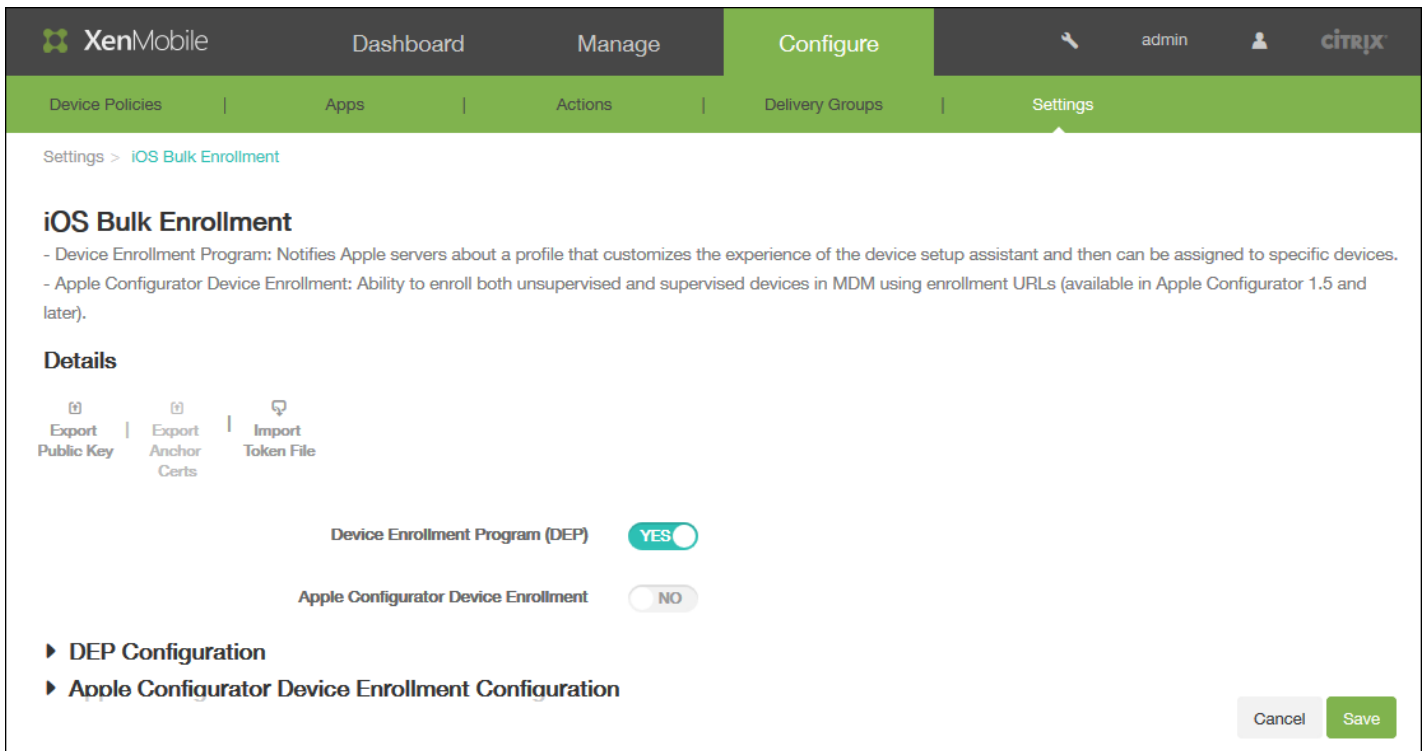 XenMobile Dashboard Manage Configure admin CİTRIX
Device Policies | Apps | Actions | Delivery Groups | Settings
Settings > iOS Bulk Enrollment
iOS Bulk Enrollment
- Device Enrollment Program: Notifies Apple servers about a profile that customizes the experience of the device setup assistant and then can be assigned to specific devices.
- Apple Configurator Device Enrollment: Ability to enroll both unsupervised and supervised devices in MDM using enrollment URLs (available in Apple Configurator 1.5 and
later).
Details
Export Public Key | Export Anchor Certs | Import Token File
Device Enrollment Program (DEP) YES
Apple Configurator Device Enrollment NO
DEP Configuration
Apple Configurator Device Enrollment Configuration
Cancel Save